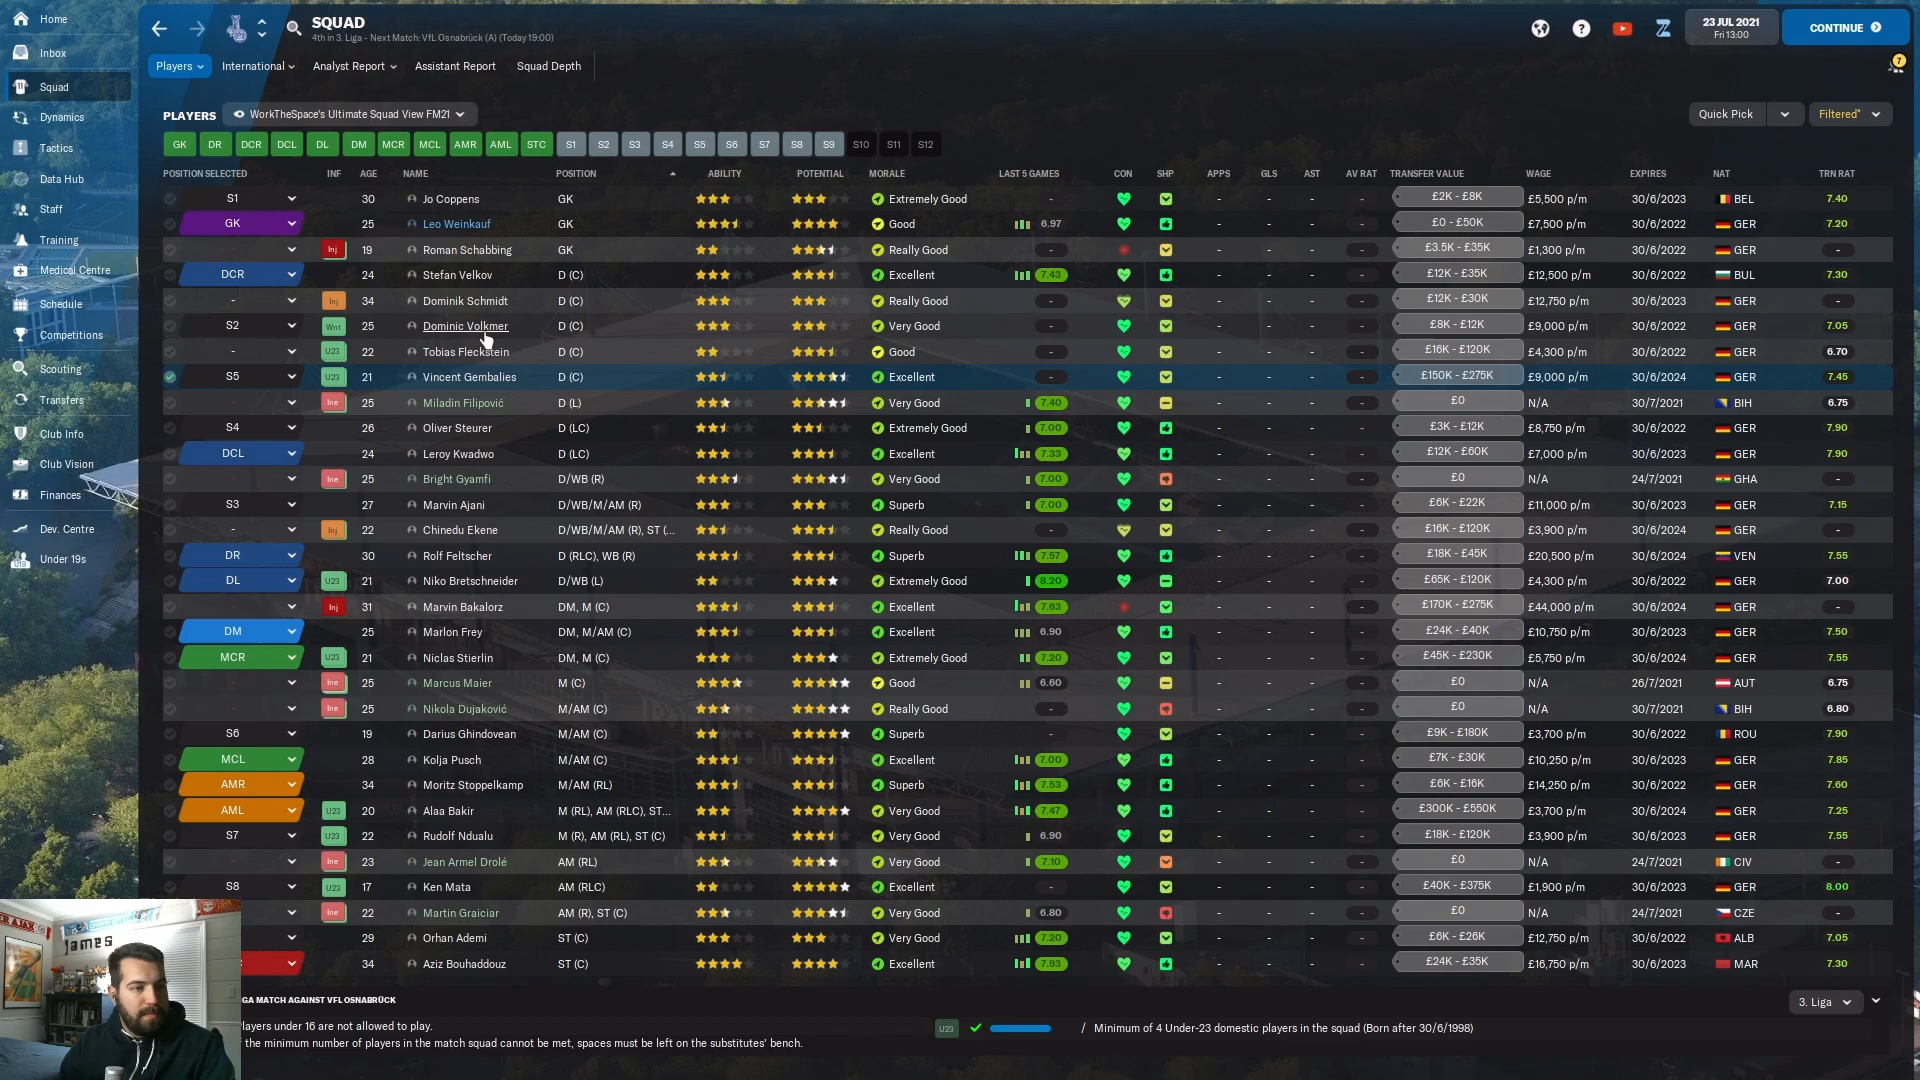 Home
Inbox
Squad
Dynamics
Tactics
Data Hub
Staff
Training
Medical Centre
Schedule
Competitions
Scouting
Transfers
Club Info
Club Vision
Finances
Dev. Centre
Under 19s
SQUAD
4th in 3. Liga - Next Match: VfL Osnabrück (A) (Today 19:00)
23 JUL 2021
Fri 13:00
CONTINUE
Players International Analyst Report Assistant Report Squad Depth
7
PLAYERS WorkTheSpace's Ultimate Squad View FM21 Quick Pick Filtered*
GK DR DCR DCL DL DM MCR MCL AMR AML STC S1 S2 S3 S4 S5 S6 S7 S8 S9 S10 S11 S12
POSITION SELECTED INF AGE NAME POSITION ABILITY POTENTIAL MORALE LAST 5 GAMES CON SHP APPS GLS AST AV RAT TRANSFER VALUE WAGE EXPIRES NAT TRN RAT
S1 30 Jo Coppens GK Extremely Good - - - - - £2K - £8K £5,500 p/m 30/6/2023 BEL 7.40
GK 25 Leo Weinkauf GK Good 6.97 - - - - £0 - £50K £7,500 p/m 30/6/2022 GER 7.20
- Inj 19 Roman Schabbing GK Really Good - - - - - £3.5K - £35K £1,300 p/m 30/6/2022 GER -
DCR 24 Stefan Velkov D (C) Excellent 7.43 - - - - £12K - £35K £12,500 p/m 30/6/2022 BUL 7.30
- Inj 34 Dominik Schmidt D (C) Really Good - - - - - £12K - £30K £12,750 p/m 30/6/2023 GER -
S2 Wnt 25 Dominic Volkmer D (C) Very Good - - - - - £8K - £12K £9,000 p/m 30/6/2022 GER 7.05
- U23 22 Tobias Fleckstein D (C) Good - - - - - £16K - £120K £4,300 p/m 30/6/2022 GER 6.70
S5 U23 21 Vincent Gembalies D (C) Excellent - - - - - £150K - £275K £9,000 p/m 30/6/2024 GER 7.45
- Ine 25 Miladin Filipović D (L) Very Good 7.40 - - - - £0 N/A 30/7/2021 BIH 6.75
S4 26 Oliver Steurer D (LC) Extremely Good 7.00 - - - - £3K - £12K £8,750 p/m 30/6/2022 GER 7.90
DCL 24 Leroy Kwadwo D (LC) Excellent 7.33 - - - - £12K - £60K £7,000 p/m 30/6/2023 GER 7.90
- Ine 25 Bright Gyamfi D/WB (R) Very Good 7.00 - - - - £0 N/A 24/7/2021 GHA -
S3 27 Marvin Ajani D/WB/M/AM (R) Superb 7.00 - - - - £6K - £22K £11,000 p/m 30/6/2023 GER 7.15
- Inj 22 Chinedu Ekene D/WB/M/AM (R), ST (... Really Good - - - - - £16K - £120K £3,900 p/m 30/6/2024 GER -
DR 30 Rolf Feltscher D (RLC), WB (R) Superb 7.57 - - - - £18K - £45K £20,500 p/m 30/6/2024 VEN 7.55
DL U23 21 Niko Bretschneider D/WB (L) Extremely Good 8.20 - - - - £65K - £120K £4,300 p/m 30/6/2022 GER 7.00
- Inj 31 Marvin Bakalorz DM, M (C) Excellent 7.63 - - - - £170K - £275K £44,000 p/m 30/6/2024 GER -
DM 25 Marlon Frey DM, M/AM (C) Excellent 6.90 - - - - £24K - £40K £10,750 p/m 30/6/2023 GER 7.50
MCR U23 21 Niclas Stierlin DM, M (C) Extremely Good 7.20 - - - - £45K - £230K £5,750 p/m 30/6/2024 GER 7.55
- Ine 25 Marcus Maier M (C) Good 6.60 - - - - £0 N/A 26/7/2021 AUT 6.75
- Ine 25 Nikola Dujaković M/AM (C) Really Good - - - - - £0 N/A 30/7/2021 BIH 6.80
S6 19 Darius Ghindovean M/AM (C) Superb - - - - - £9K - £180K £3,700 p/m 30/6/2022 ROU 7.90
MCL 28 Kolja Pusch M/AM (C) Excellent 7.00 - - - - £7K - £30K £10,250 p/m 30/6/2023 GER 7.85
AMR 34 Moritz Stoppelkamp M/AM (RL) Superb 7.53 - - - - £6K - £16K £14,250 p/m 30/6/2022 GER 7.60
AML U23 20 Alaa Bakir M (RL), AM (RLC), ST... Very Good 7.47 - - - - £300K - £550K £3,700 p/m 30/6/2024 GER 7.25
S7 U23 22 Rudolf Ndualu M (R), AM (RL), ST (C) Very Good 6.90 - - - - £18K - £120K £3,900 p/m 30/6/2023 GER 7.55
- Ine 23 Jean Armel Drolé AM (RL) Very Good 7.10 - - - - £0 N/A 24/7/2021 CIV -
S8 U23 17 Ken Mata AM (RLC) Excellent - - - - - £40K - £375K £1,900 p/m 30/6/2023 GER 8.00
Ine 22 Martin Graiciar AM (R), ST (C) Very Good 6.80 - - - - £0 N/A 24/7/2021 CZE -
29 Orhan Ademi ST (C) Very Good 7.20 - - - - £6K - £26K £12,750 p/m 30/6/2022 ALB 7.05
34 Aziz Bouhaddouz ST (C) Excellent 7.93 - - - - £24K - £35K £16,750 p/m 30/6/2023 MAR 7.30
GA MATCH AGAINST VFL OSNABRÜCK
3. Liga
layers under 16 are not allowed to play.
U23 / Minimum of 4 Under-23 domestic players in the squad (Born after 30/6/1998)
f the minimum number of players in the match squad cannot be met, spaces must be left on the substitutes' bench.
james